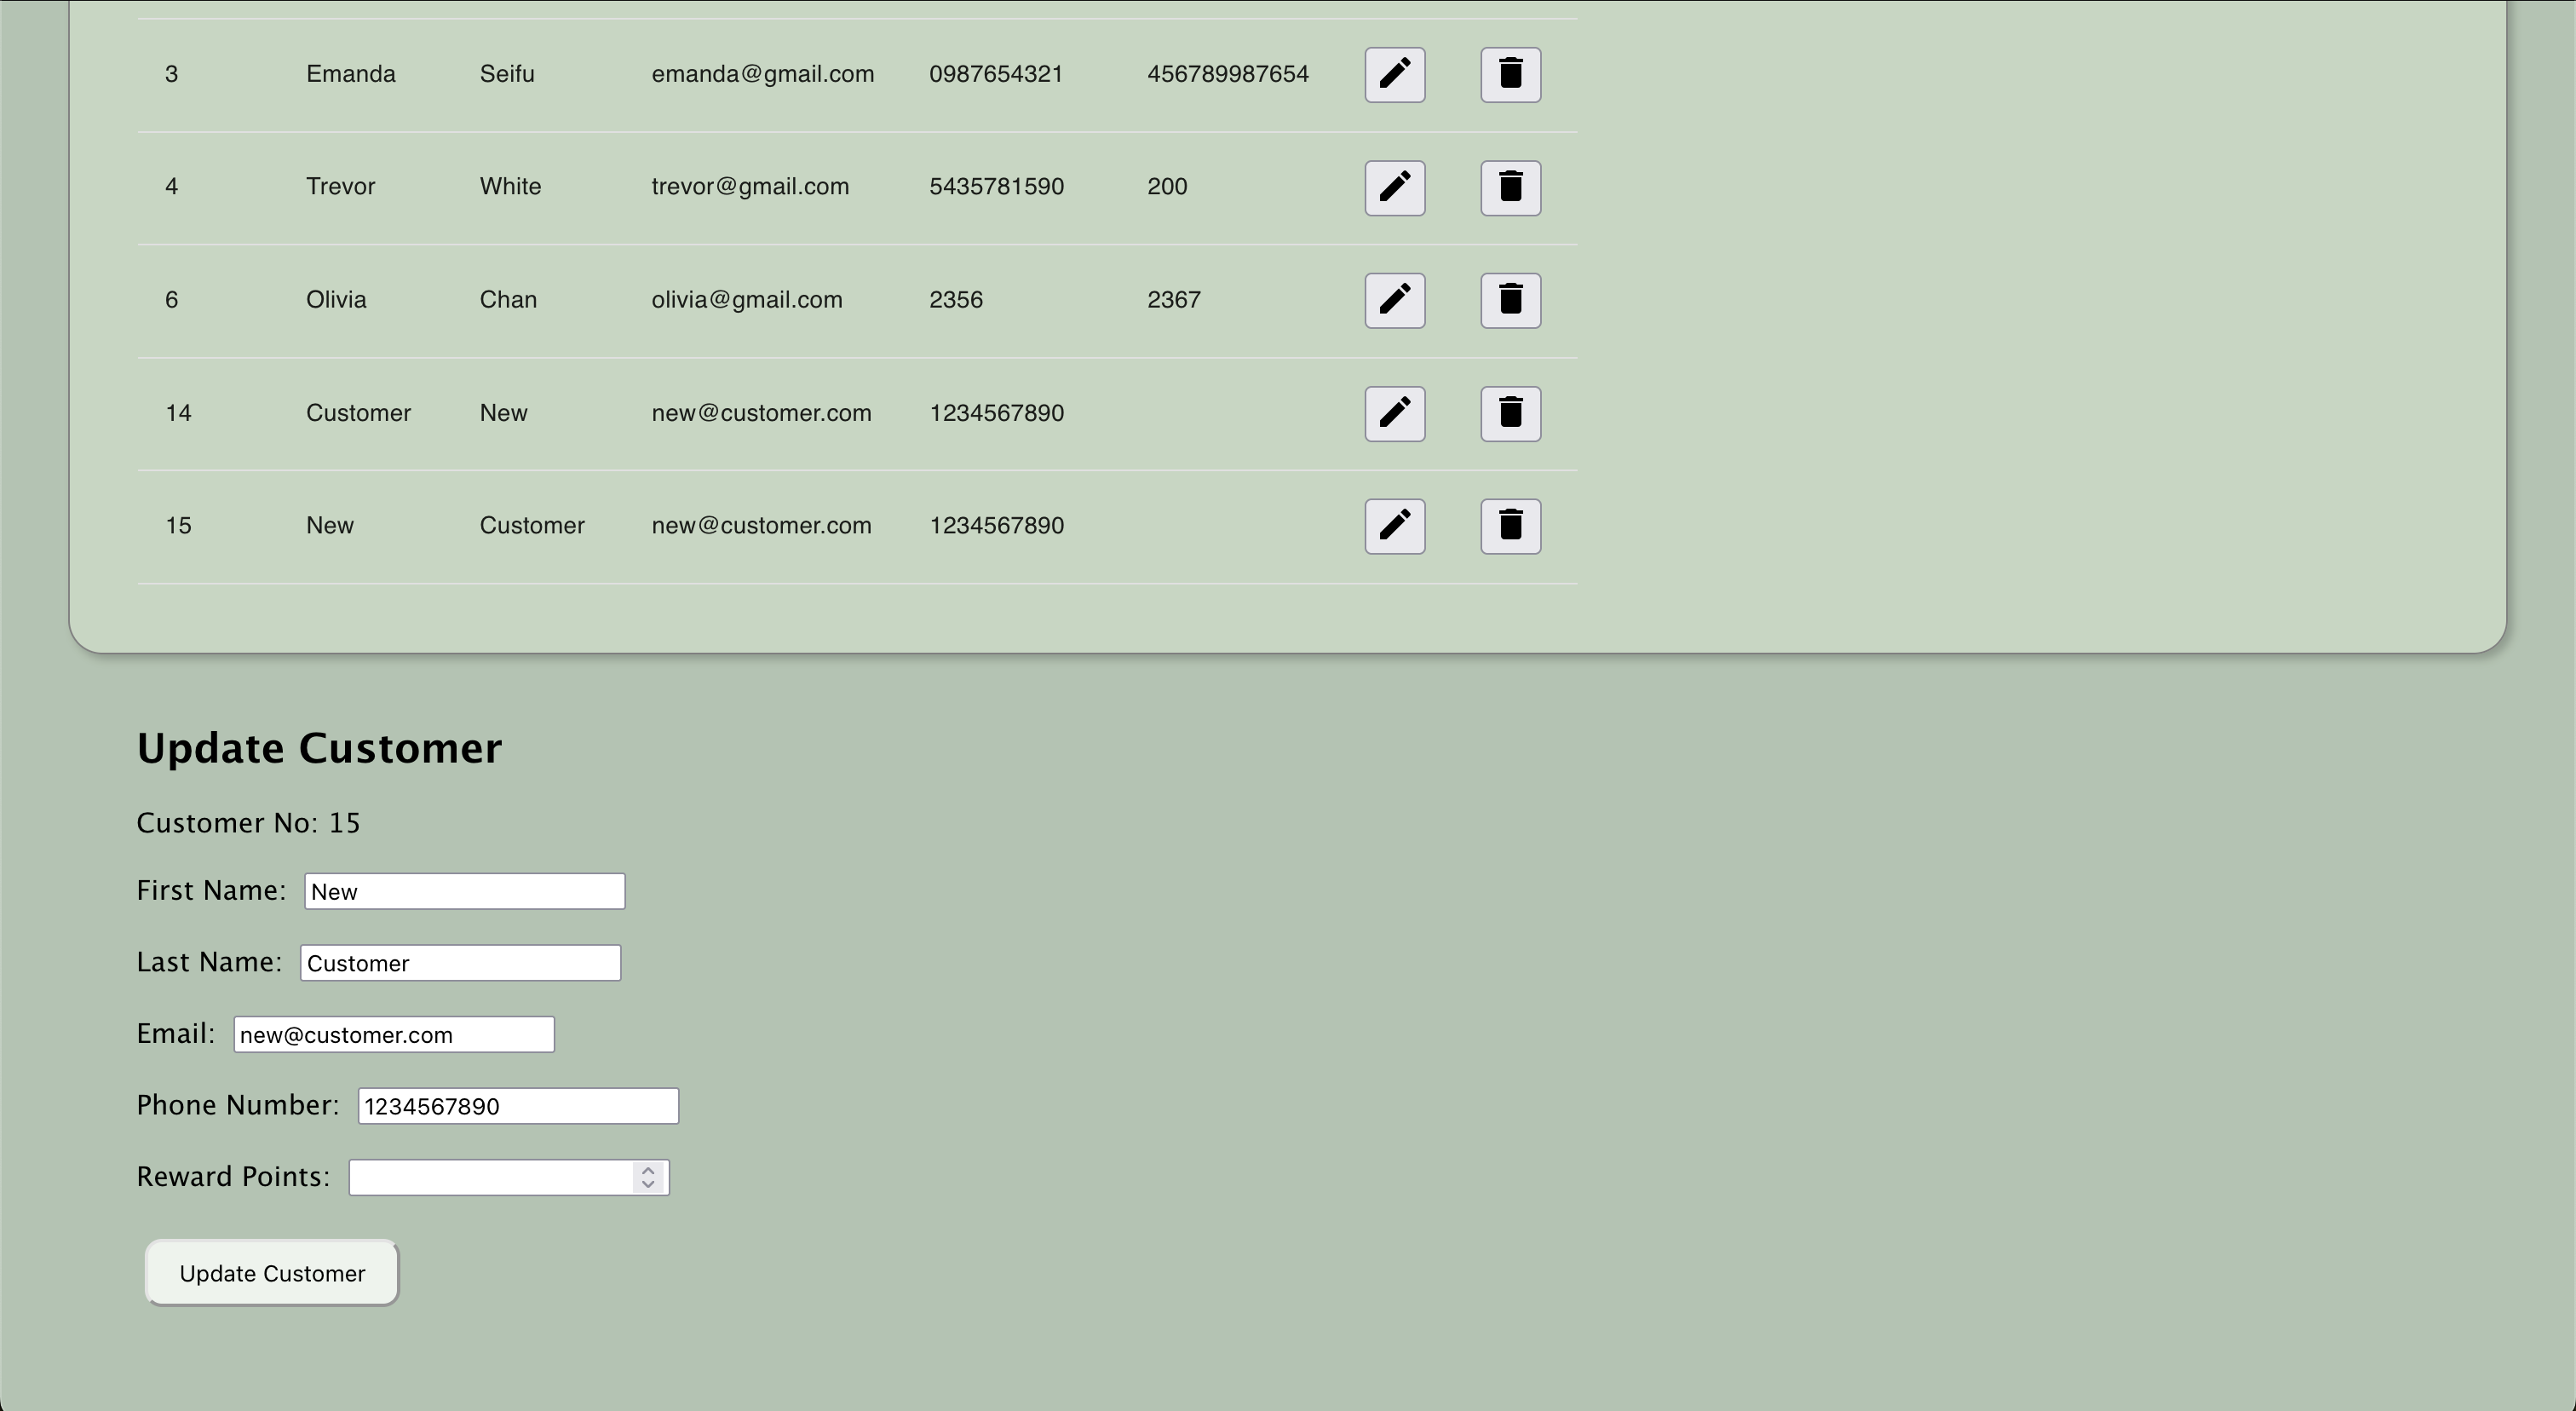 3 Emanda Seifu emanda@gmail.com 0987654321 456789987654
4 Trevor White trevor@gmail.com 5435781590 200
6 Olivia Chan olivia@gmail.com 2356 2367
14 Customer New new@customer.com 1234567890
15 New Customer new@customer.com 1234567890
Update Customer
Customer No: 15
First Name: New
Last Name: Customer
Email: new@customer.com
Phone Number: 1234567890
Reward Points:
Update Customer